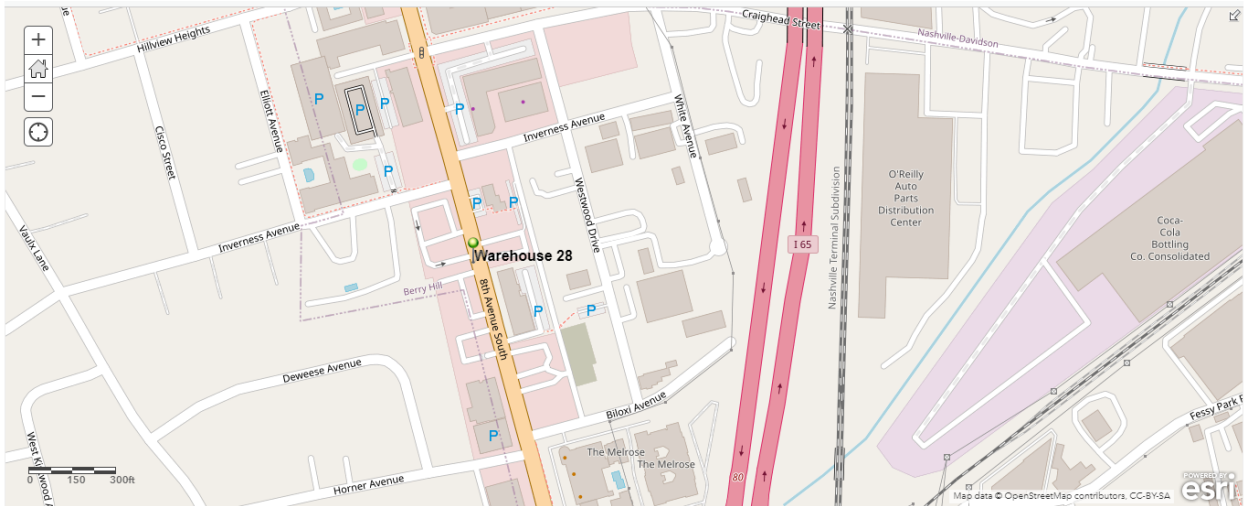 Craighead Street
Nashville-Davidson
Hillview Heights
+
−
P
P
P
P
P
Elliott Avenue
Cisco Street
Inverness Avenue
White Avenue
O'Reilly
Auto
Parts
Distribution
Center
Coca-
Cola
Bottling
Co. Consolidated
P
P
Westwood Drive
Vaulx Lane
Inverness Avenue
Warehouse 28
I 65
Nashville Terminal Subdivision
Berry Hill
8th Avenue South
P
P
Deweese Avenue
Biloxi Avenue
Fessy Park R
P
The Melrose
The Melrose
80
0 150 300ft
Horner Avenue
Map data © OpenStreetMap contributors, CC-BY-SA
POWERED BY
esri